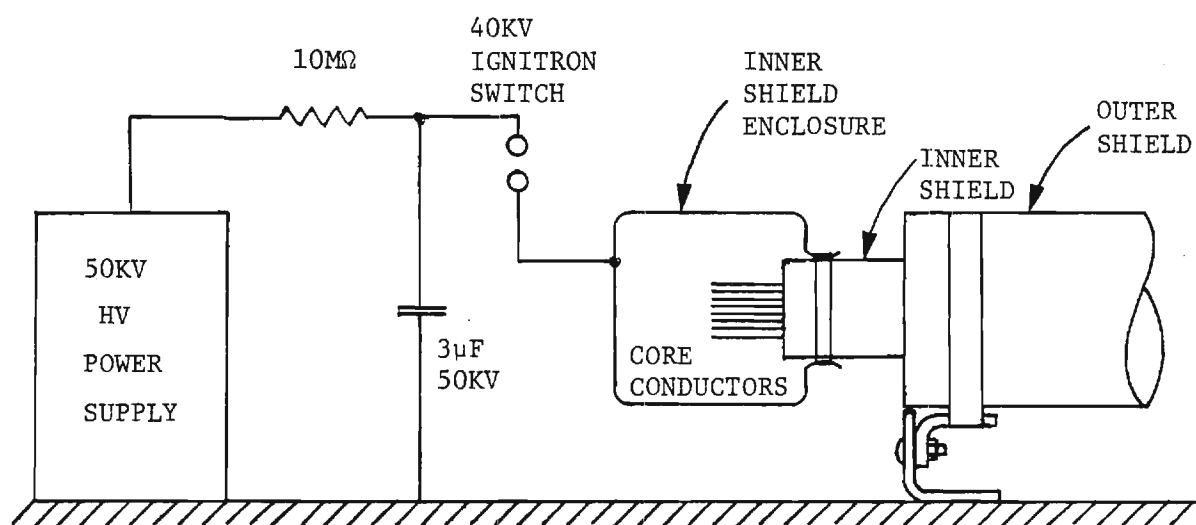 10MΩ
40KV
IGNITRON
SWITCH
INNER
SHIELD
ENCLOSURE
INNER
SHIELD
OUTER
SHIELD
50KV
HV
POWER
SUPPLY
3μF
50KV
CORE
CONDUCTORS